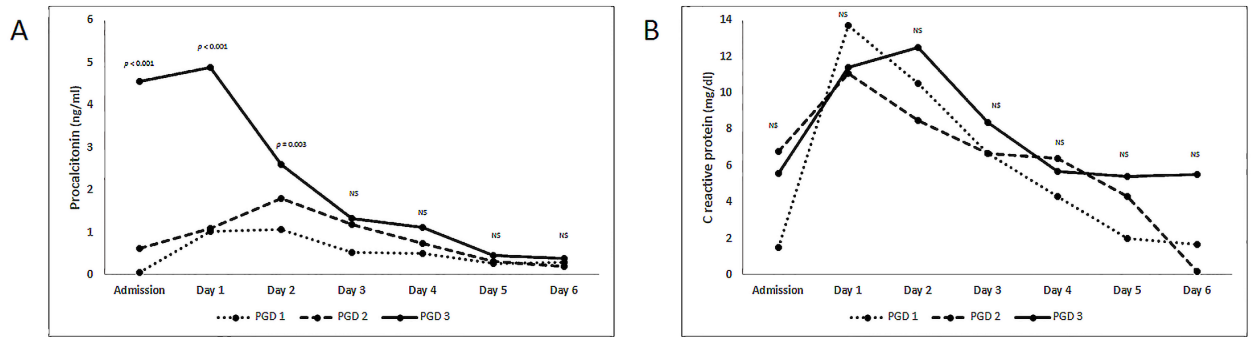 A
Procalcitonin (ng/ml)
6
5
4
3
2
1
0
p < 0.001
p < 0.001
p = 0.003
NS
NS
NS
NS
Admission Day 1 Day 2 Day 3 Day 4 Day 5 Day 6
PGD 1 PGD 2 PGD 3
B
C reactive protein (mg/dl)
14
12
10
8
6
4
2
0
NS
NS
NS
NS
NS
NS
NS
Admission Day 1 Day 2 Day 3 Day 4 Day 5 Day 6
PGD 1 PGD 2 PGD 3